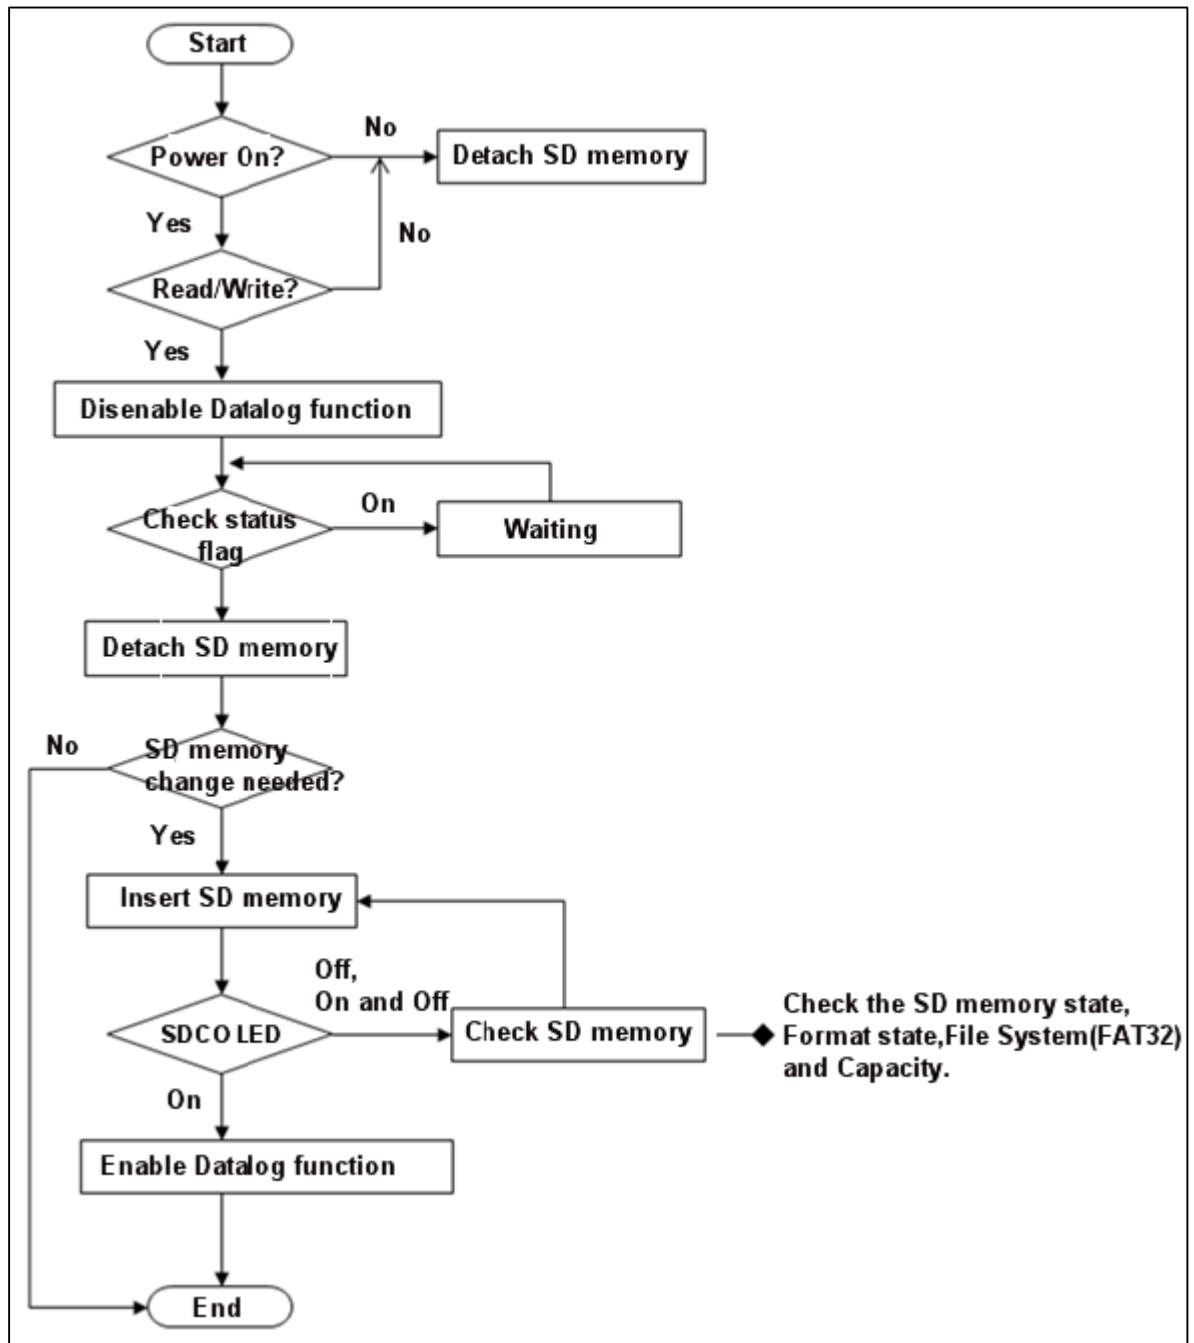 Start
No
Power On?
Detach SD memory
Yes
No
Read/Write?
Yes
Disenable Datalog function
On
Check status
flag
Waiting
Detach SD memory
No
SD memory
change needed?
Yes
Insert SD memory
Off,
On and Off
SDCO LED
Check SD memory
Check the SD memory state,
Format state,File System(FAT32)
and Capacity.
On
Enable Datalog function
End